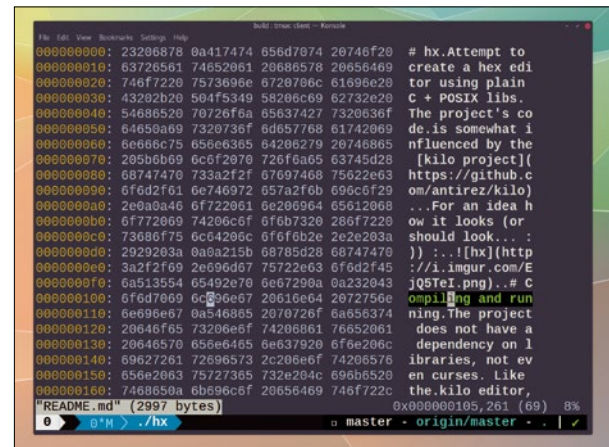 build : tmux: client — Konsole
File Edit View Bookmarks Settings Help
000000000: 23206878 0a417474 656d7074 20746f20 # hx.Attempt to
000000010: 63726561 74652061 20686578 20656469 create a hex edi
000000020: 746f7220 7573696e 6720706c 61696e20 tor using plain
000000030: 43202b20 504f5349 58206c69 62732e20 C + POSIX libs.
000000040: 54686520 70726f6a 65637427 7320636f The project's co
000000050: 64650a69 7320736f 6d657768 61742069 de.is somewhat i
000000060: 6e666c75 656e6365 64206279 20746865 nfluenced by the
000000070: 205b6b69 6c6f2070 726f6a65 63745d28 [kilo project](
000000080: 68747470 733a2f2f 67697468 75622e63 https://github.c
000000090: 6f6d2f61 6e746972 657a2f6b 696c6f29 om/antirez/kilo)
0000000a0: 2e0a0a46 6f722061 6e206964 65612068 ...For an idea h
0000000b0: 6f772069 74206c6f 6f6b7320 286f7220 ow it looks (or
0000000c0: 73686f75 6c64206c 6f6f6b2e 2e2e203a should look... :
0000000d0: 2929203a 0a0a215b 68785d28 68747470 )) :..![hx](http
0000000e0: 3a2f2f69 2e696d67 75722e63 6f6d2f45 ://i.imgur.com/E
0000000f0: 6a513554 65492e70 6e67290a 0a232043 jQ5TeI.png)..# C
000000100: 6f6d7069 6c696e67 20616e64 2072756e ompiling and run
000000110: 6e696e67 0a546865 2070726f 6a656374 ning.The project
000000120: 20646f65 73206e6f 74206861 76652061 does not have a
000000130: 20646570 656e6465 6e637920 6f6e206c dependency on l
000000140: 69627261 72696573 2c206e6f 74206576 ibraries, not ev
000000150: 656e2063 75727365 732e204c 696b6520 en curses. Like
000000160: 7468650a 6b696c6f 20656469 746f722c the.kilo editor,
"README.md" (2997 bytes) 0x000000105,261 (69) 8%
0 0*M ./hx master - origin/master - . | ✓